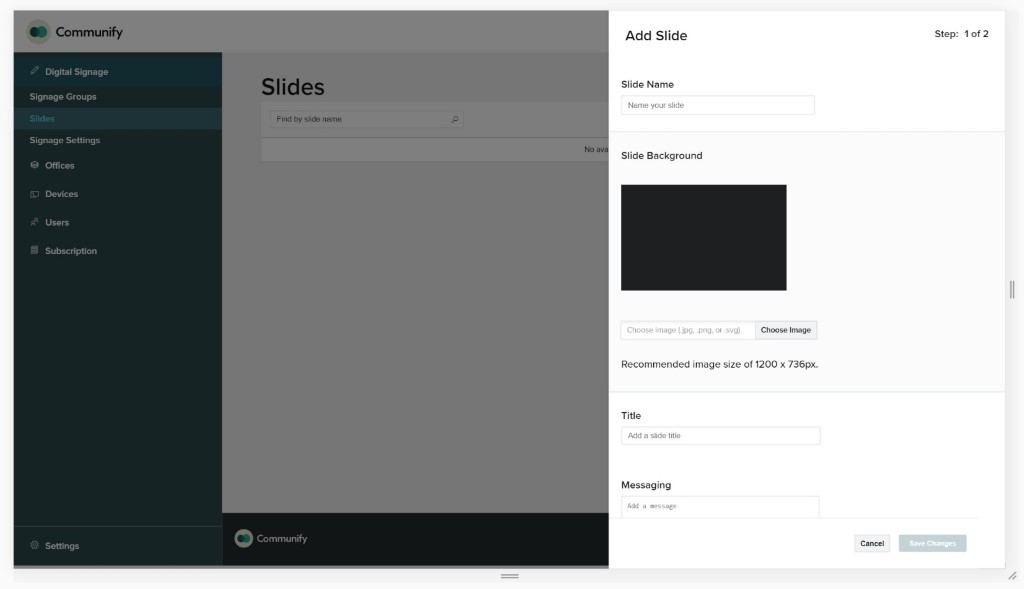 Communify
Digital Signage
Signage Groups
Slides
Signage Settings
Offices
Devices
Users
Subscription
Settings
Slides
Find by slide name
No ava
Communify
Add Slide
Step: 1 of 2
Slide Name
Name your slide
Slide Background
Choose image (.jpg, .png, or .svg)
Choose Image
Recommended image size of 1200 x 736px.
Title
Add a slide title
Messaging
Add a message
Cancel
Save Changes